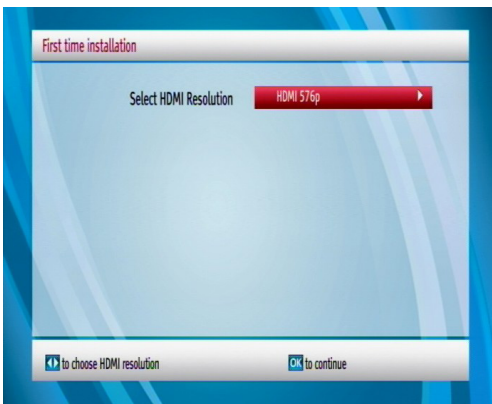 First time installation
Select HDMI Resolution HDMI 576p
to choose HDMI resolution OK to continue